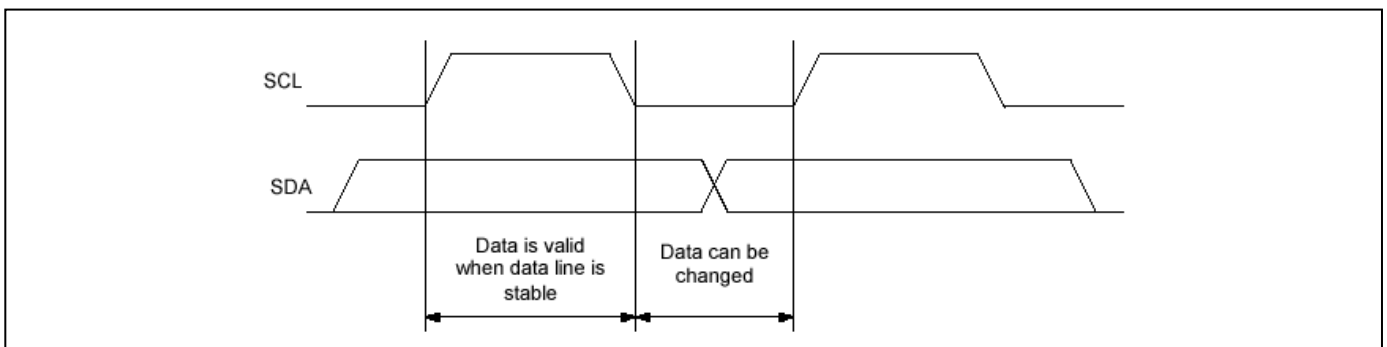 SCL
SDA
Data is valid
when data line is
stable
Data can be
changed